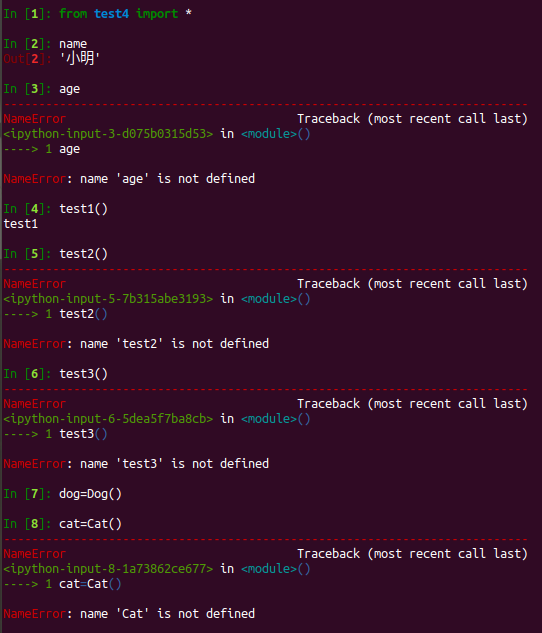 In [1]: from test4 import *
In [2]: name
Out[2]: '小明'
In [3]: age
---------------------------------------------------------------------------
NameError                                 Traceback (most recent call last)
<ipython-input-3-d075b0315d53> in <module>()
----> 1 age
NameError: name 'age' is not defined
In [4]: test1()
test1
In [5]: test2()
---------------------------------------------------------------------------
NameError                                 Traceback (most recent call last)
<ipython-input-5-7b315abe3193> in <module>()
----> 1 test2()
NameError: name 'test2' is not defined
In [6]: test3()
---------------------------------------------------------------------------
NameError                                 Traceback (most recent call last)
<ipython-input-6-5dea5f7ba8cb> in <module>()
----> 1 test3()
NameError: name 'test3' is not defined
In [7]: dog=Dog()
In [8]: cat=Cat()
---------------------------------------------------------------------------
NameError                                 Traceback (most recent call last)
<ipython-input-8-1a73862ce677> in <module>()
----> 1 cat=Cat()
NameError: name 'Cat' is not defined